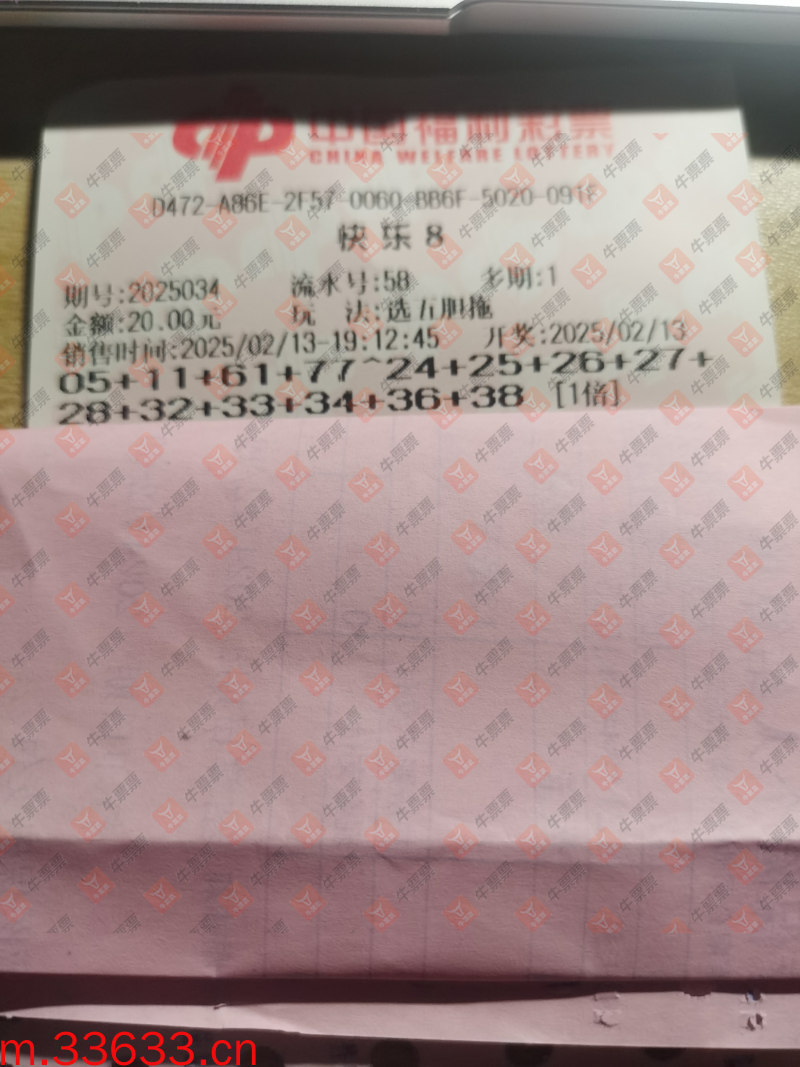 中国福利彩票
CHINA WELFARE LOTTERY
D472-A86E-2F57-0060-BB6F-5020-091F
快乐8
期号:2025034 流水号:58 多期:1
金额:20.00元 玩 法:选五胆拖
销售时间:2025/02/13-19:12:45 开奖:2025/02/13
05+11+61+77^24+25+26+27+
28+32+33+34+36+38 [1倍]
牛票票
m.33633.cn